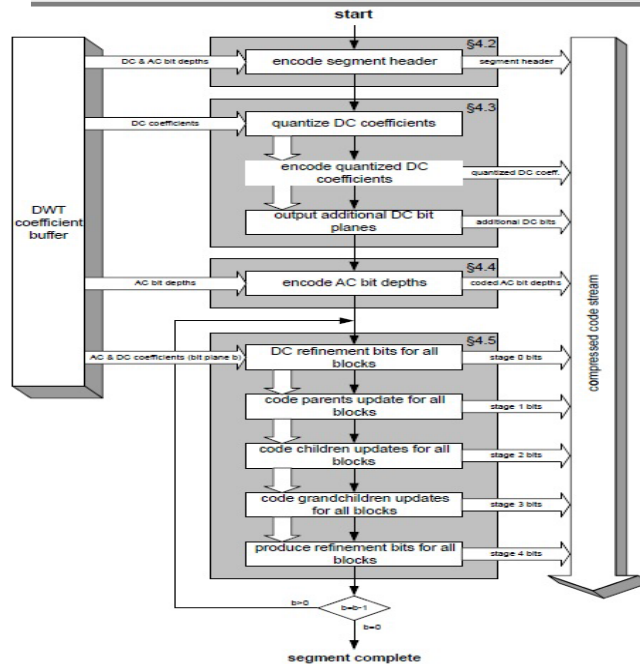 start
§4.2
DC & AC bit depths
encode segment header
segment header
§4.3
DC coefficients
quantize DC coefficients
encode quantized DC
coefficients
quantized DC coeff.
DWT
coefficient
buffer
output additional DC bit
planes
additional DC bits
§4.4
AC bit depths
encode AC bit depths
coded AC bit depths
compressed code stream
§4.5
AC & DC coefficients (bit plane b)
DC refinement bits for all
blocks
stage 0 bits
code parents update for all
blocks
stage 1 bits
code children updates for all
blocks
stage 2 bits
code grandchildren updates
for all blocks
stage 3 bits
produce refinement bits for all
blocks
stage 4 bits
b>0
b=b-1
b=0
segment complete